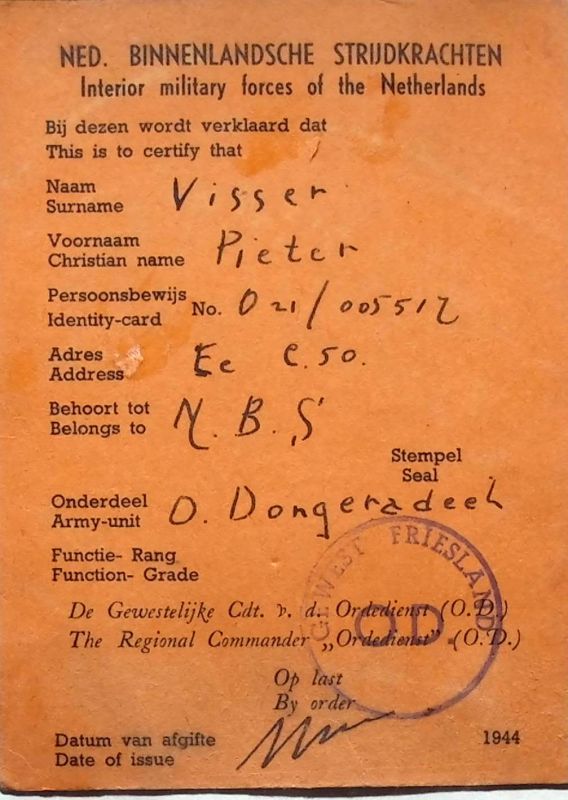 NED. BINNENLANDSCHE STRIJDKRACHTEN
Interior military forces of the Netherlands
Bij dezen wordt verklaard dat
This is to certify that
Naam
Surname
Visser
Voornaam
Christian name
Pieter
Persoonsbewijs
Identity-card
No. 021/005512
Adres
Address
Ee C.50.
Behoort tot
Belongs to
N.B.S
Stempel
Seal
Onderdeel
Army-unit
O. Dongeradeel
Functie- Rang
Function- Grade
GEWEST FRIESLAND
OD
De Gewestelijke Cdt. v. d. Ordedienst (O.D.)
The Regional Commander „Ordedienst" (O.D.)
Op last
By order
Datum van afgifte
Date of issue
1944